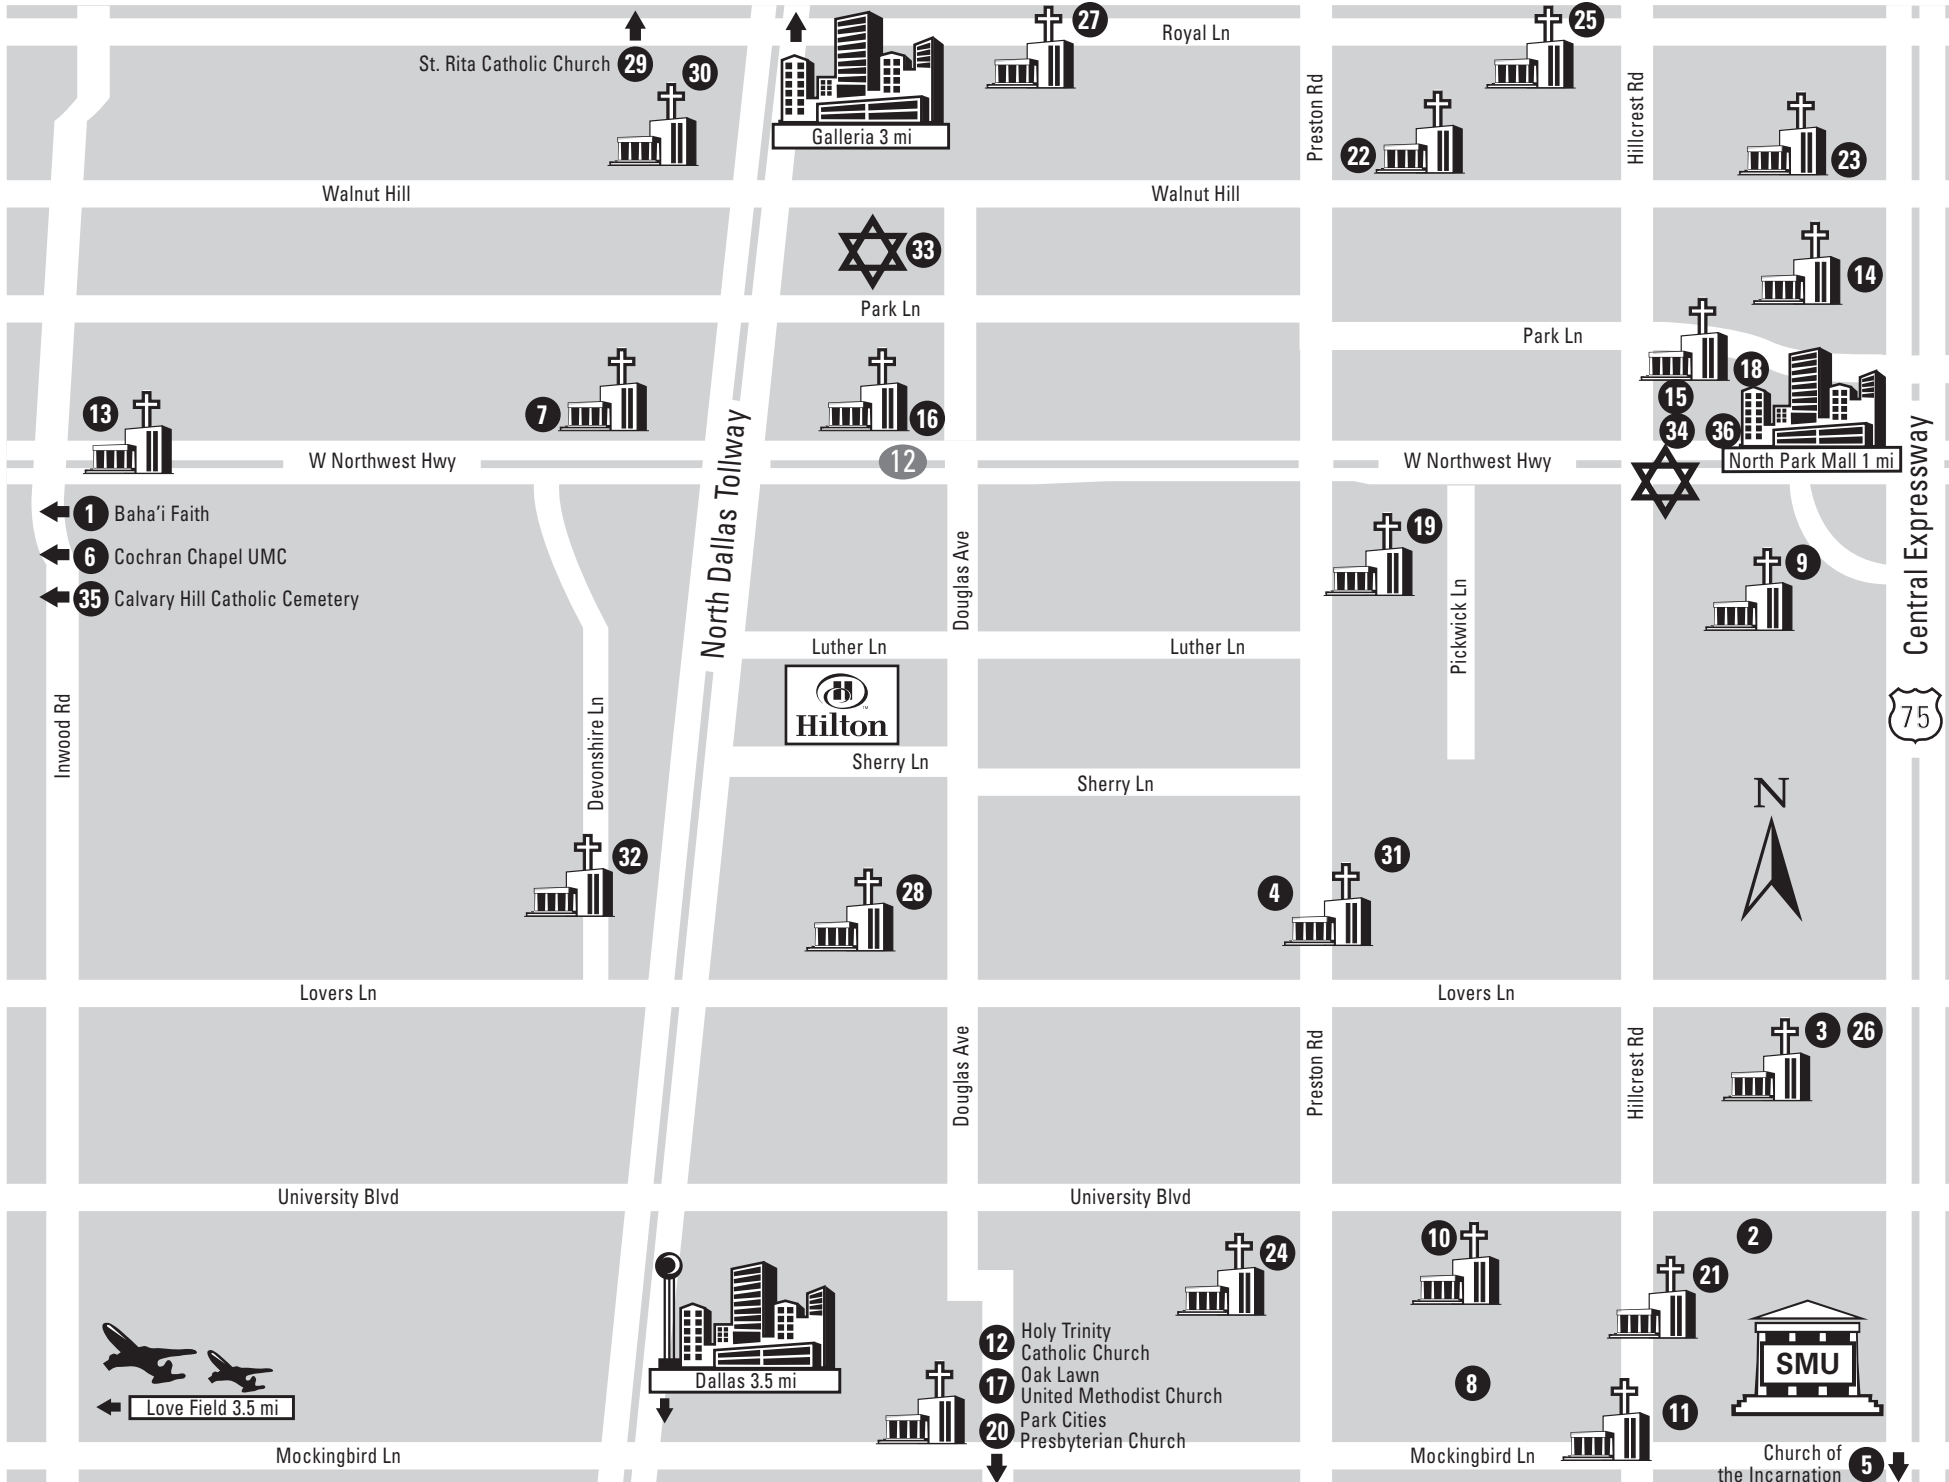 27
25
Royal Ln
St. Rita Catholic Church 29
30
Preston Rd
Hillcrest Rd
Galleria 3 mi
22
23
Walnut Hill
Walnut Hill
33
14
Park Ln
Park Ln
13
7
16
18
15
34
36
North Dallas Tollway
Central Expressway
W Northwest Hwy
12
W Northwest Hwy
North Park Mall 1 mi
1 Baha'i Faith
6 Cochran Chapel UMC
35 Calvary Hill Catholic Cemetery
19
9
Douglas Ave
Pickwick Ln
Luther Ln
Luther Ln
H
TM
Hilton
Inwood Rd
Devonshire Ln
75
Sherry Ln
Sherry Ln
N
32
28
4
31
Lovers Ln
Lovers Ln
3
26
Douglas Ave
Preston Rd
Hillcrest Rd
University Blvd
University Blvd
24
10
2
21
12
Holy Trinity
Catholic Church
17
Oak Lawn
United Methodist Church
20
Park Cities
Presbyterian Church
SMU
Dallas 3.5 mi
8
11
Love Field 3.5 mi
Mockingbird Ln
Mockingbird Ln
Church of
the Incarnation
5